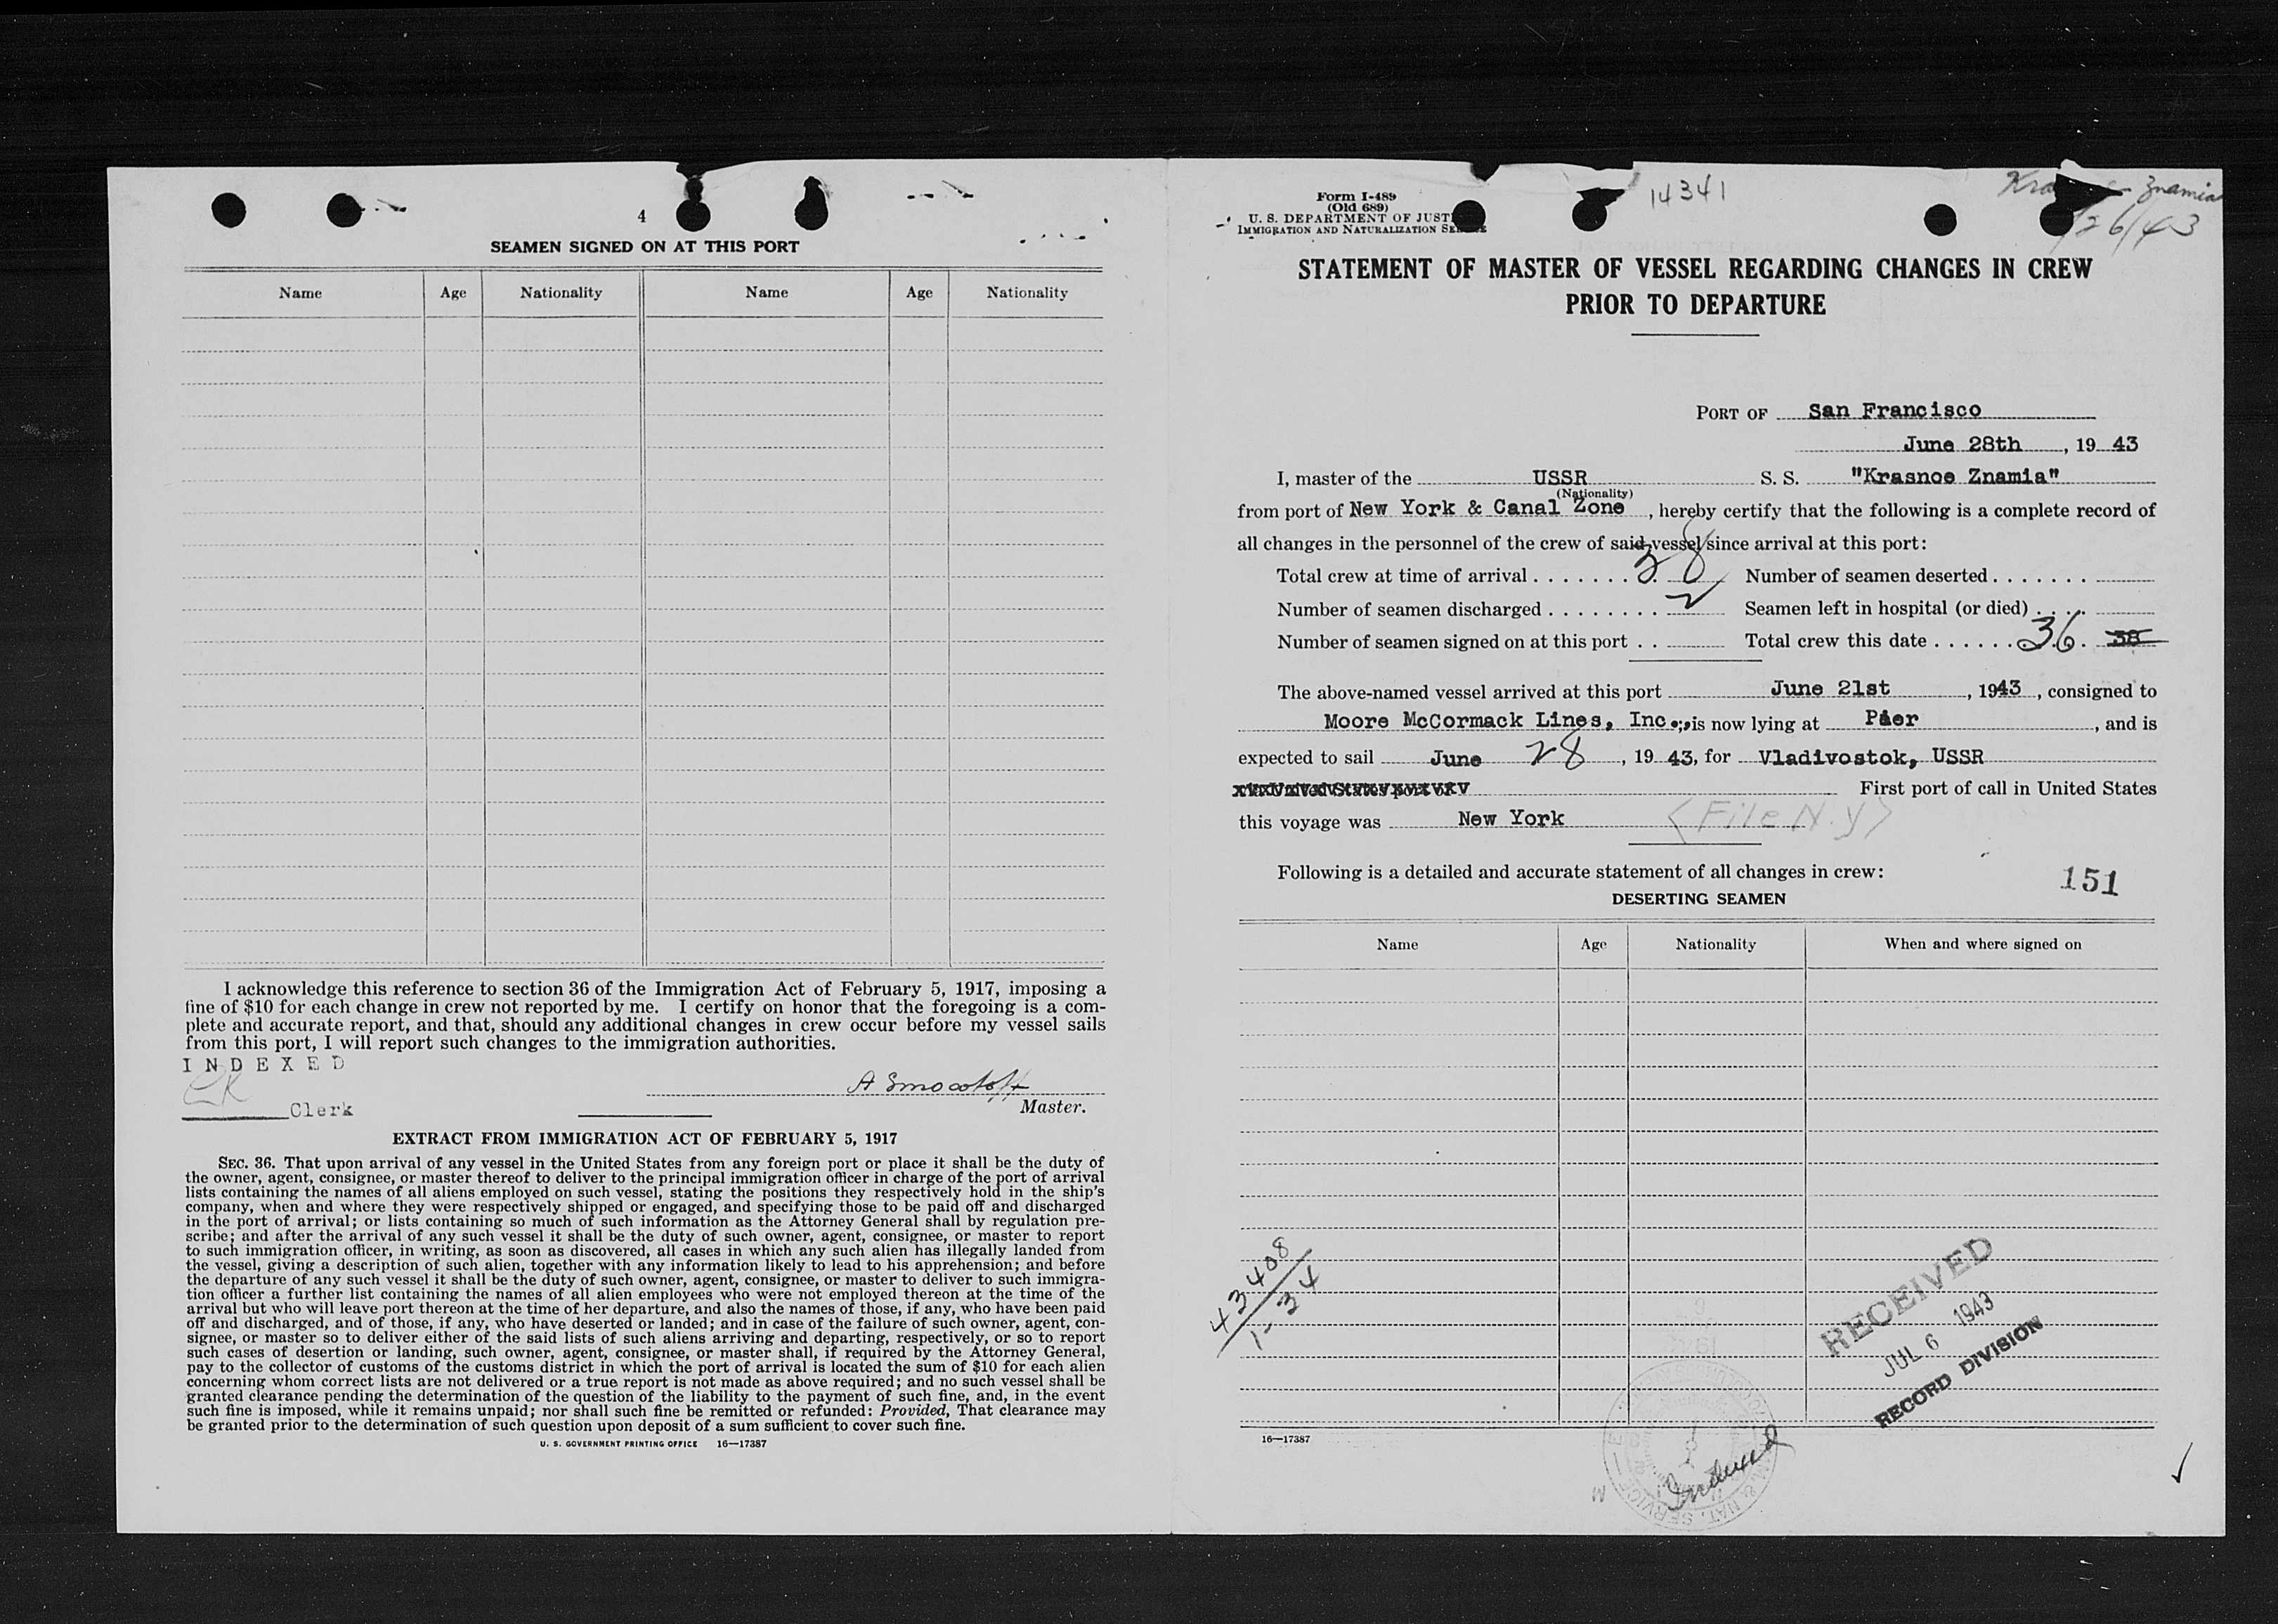 4
SEAMEN SIGNED ON AT THIS PORT
Name Age Nationality Name Age Nationality
I acknowledge this reference to section 36 of the Immigration Act of February 5, 1917, imposing a
fine of $10 for each change in crew not reported by me. I certify on honor that the foregoing is a com-
plete and accurate report, and that, should any additional changes in crew occur before my vessel sails
from this port, I will report such changes to the immigration authorities.
INDEXED
Clerk
Master.
EXTRACT FROM IMMIGRATION ACT OF FEBRUARY 5, 1917
SEC. 36. That upon arrival of any vessel in the United States from any foreign port or place it shall be the duty of
the owner, agent, consignee, or master thereof to deliver to the principal immigration officer in charge of the port of arrival
lists containing the names of all aliens employed on such vessel, stating the positions they respectively hold in the ship's
company, when and where they were respectively shipped or engaged, and specifying those to be paid off and discharged
in the port of arrival; or lists containing so much of such information as the Attorney General shall by regulation pre-
scribe; and after the arrival of any such vessel it shall be the duty of such owner, agent, consignee, or master to report
to such immigration officer, in writing, as soon as discovered, all cases in which any such alien has illegally landed from
the vessel, giving a description of such alien, together with any information likely to lead to his apprehension; and before
the departure of any such vessel it shall be the duty of such owner, agent, consignee, or master to deliver to such immigra-
tion officer a further list containing the names of all alien employees who were not employed thereon at the time of the
arrival but who will leave port thereon at the time of her departure, and also the names of those, if any, who have been paid
off and discharged, and of those, if any, who have deserted or landed; and in case of the failure of such owner, agent, con-
signee, or master so to deliver either of the said lists of such aliens arriving and departing, respectively, or so to report
such cases of desertion or landing, such owner, agent, consignee, or master shall, if required by the Attorney General,
pay to the collector of customs of the customs district in which the port of arrival is located the sum of $10 for each alien
concerning whom correct lists are not delivered or a true report is not made as above required; and no such vessel shall be
granted clearance pending the determination of the question of the liability to the payment of such fine, and, in the event
such fine is imposed, while it remains unpaid; nor shall such fine be remitted or refunded: Provided, That clearance may
be granted prior to the determination of such question upon deposit of a sum sufficient to cover such fine.
U. S. GOVERNMENT PRINTING OFFICE 16—17387
Form I-489
(Old 689)
U. S. DEPARTMENT OF JUST
IMMIGRATION AND NATURALIZATION SE
14341
Znamia
26/43
STATEMENT OF MASTER OF VESSEL REGARDING CHANGES IN CREW
PRIOR TO DEPARTURE
PORT OF San Francisco
June 28th, 19 43
I, master of the USSR S. S. "Krasnoe Znamia"
(Nationality)
from port of New York & Canal Zone, hereby certify that the following is a complete record of
all changes in the personnel of the crew of said vessel since arrival at this port:
Total crew at time of arrival 38 Number of seamen deserted
Number of seamen discharged 2 Seamen left in hospital (or died)
Number of seamen signed on at this port Total crew this date 36 38
The above-named vessel arrived at this port June 21st, 1943, consigned to
Moore McCormack Lines, Inc.; is now lying at Pier, and is
expected to sail June 28, 19 43, for Vladivostok, USSR
First port of call in United States
this voyage was New York <File N.Y>
Following is a detailed and accurate statement of all changes in crew:
151
DESERTING SEAMEN
Name Age Nationality When and where signed on
43408
1-34
RECEIVED
JUL 6 1943
RECORD DIVISION
16—17387
Indexed